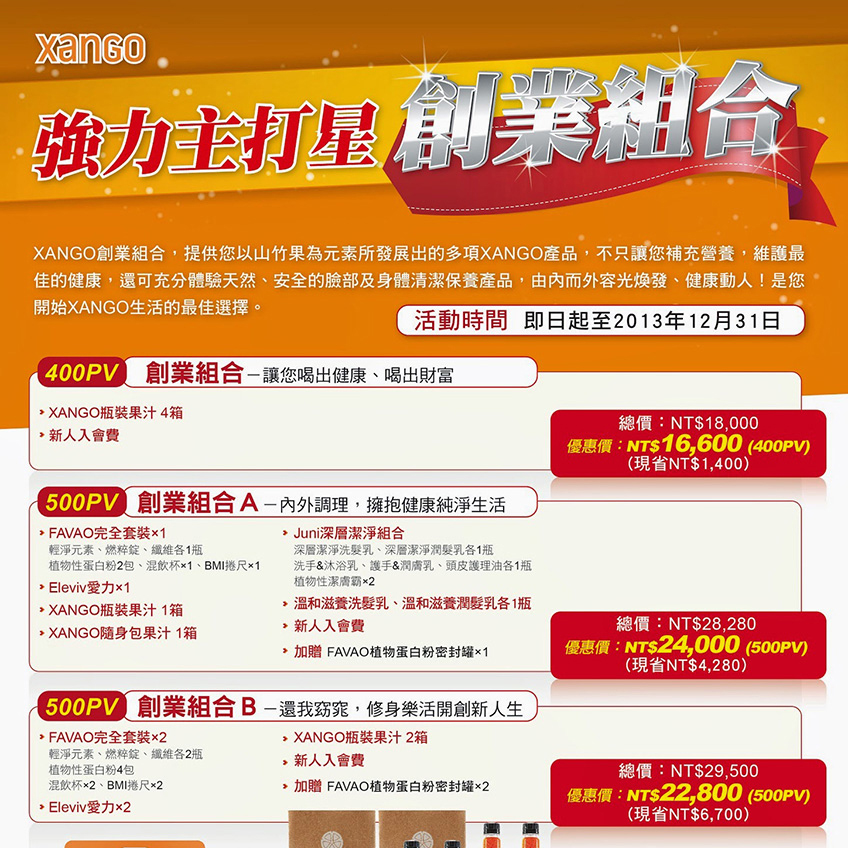 xango
強力主打星 創業組合
XANGO創業組合，提供您以山竹果為元素所發展出的多項XANGO產品，不只讓您補充營養，維護最
佳的健康，還可充分體驗天然、安全的臉部及身體清潔保養產品，由內而外容光煥發、健康動人！是您
開始XANGO生活的最佳選擇。
活動時間 即日起至2013年12月31日
400PV 創業組合－讓您喝出健康、喝出財富
XANGO瓶裝果汁 4箱
新人入會費
總價：NT$18,000
優惠價：NT$16,600 (400PV)
(現省NT$1,400)
500PV 創業組合A－內外調理，擁抱健康純淨生活
FAVAO完全套裝×1
輕淨元素、燃粹錠、纖維各1瓶
植物性蛋白粉2包、混飲杯×1、BMI捲尺×1
Eleviv愛力×1
XANGO瓶裝果汁 1箱
XANGO隨身包果汁 1箱
Juni深層潔淨組合
深層潔淨洗髮乳、深層潔淨潤髮乳各1瓶
洗手&沐浴乳、護手&潤膚乳、頭皮護理油各1瓶
植物性潔膚霸×2
溫和滋養洗髮乳、溫和滋養潤髮乳各1瓶
新人入會費
加贈 FAVAO植物蛋白粉密封罐×1
總價：NT$28,280
優惠價：NT$24,000 (500PV)
(現省NT$4,280)
500PV 創業組合B－還我窈窕，修身樂活開創新人生
FAVAO完全套裝×2
輕淨元素、燃粹錠、纖維各2瓶
植物性蛋白粉4包
混飲杯×2、BMI捲尺×2
Eleviv愛力×2
XANGO瓶裝果汁 2箱
新人入會費
加贈 FAVAO植物蛋白粉密封罐×2
總價：NT$29,500
優惠價：NT$22,800 (500PV)
(現省NT$6,700)